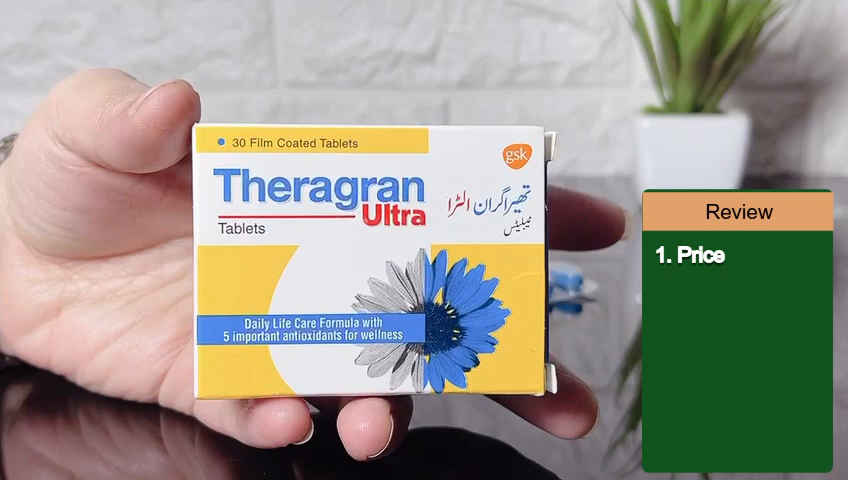 30 Film Coated Tablets
gsk
Theragran
Ultra
Tablets
تھیراگران الٹرا
ٹیبلیٹس
Daily Life Care Formula with
5 important antioxidants for wellness
Review
1. Price